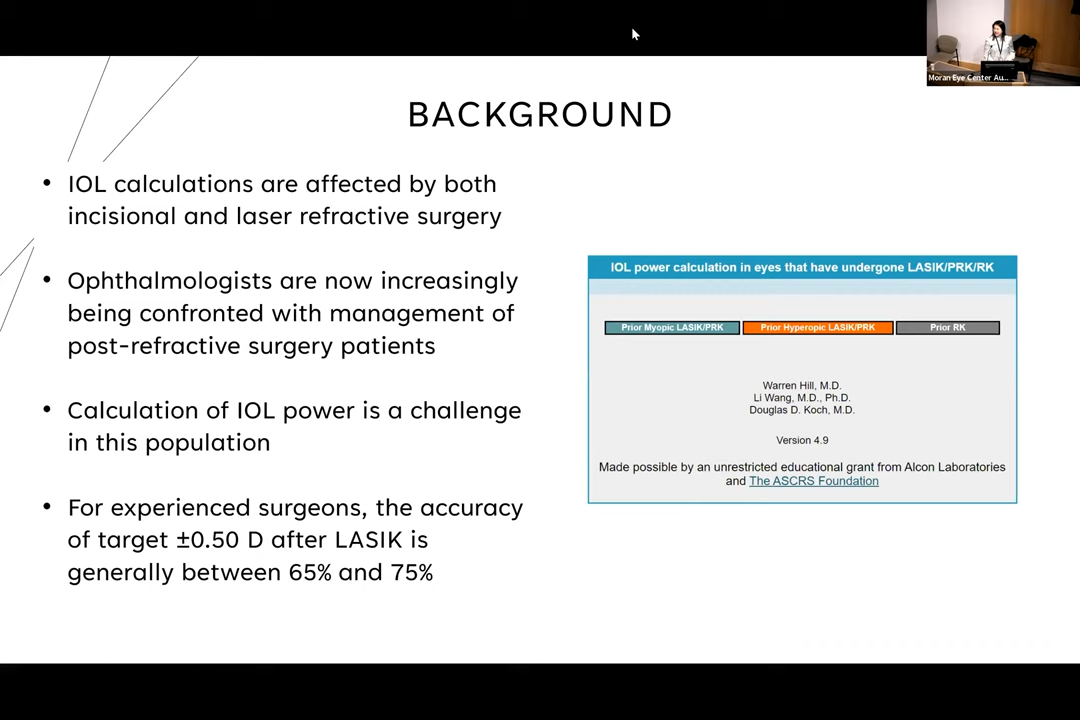 Moran Eye Center Au...
BACKGROUND
• IOL calculations are affected by both
incisional and laser refractive surgery
• Ophthalmologists are now increasingly
being confronted with management of
post-refractive surgery patients
• Calculation of IOL power is a challenge
in this population
• For experienced surgeons, the accuracy
of target ±0.50 D after LASIK is
generally between 65% and 75%
IOL power calculation in eyes that have undergone LASIK/PRK/RK
Prior Myopic LASIK/PRK
Prior Hyperopic LASIK/PRK
Prior RK
Warren Hill, M.D.
Li Wang, M.D., Ph.D.
Douglas D. Koch, M.D.
Version 4.9
Made possible by an unrestricted educational grant from Alcon Laboratories
and The ASCRS Foundation